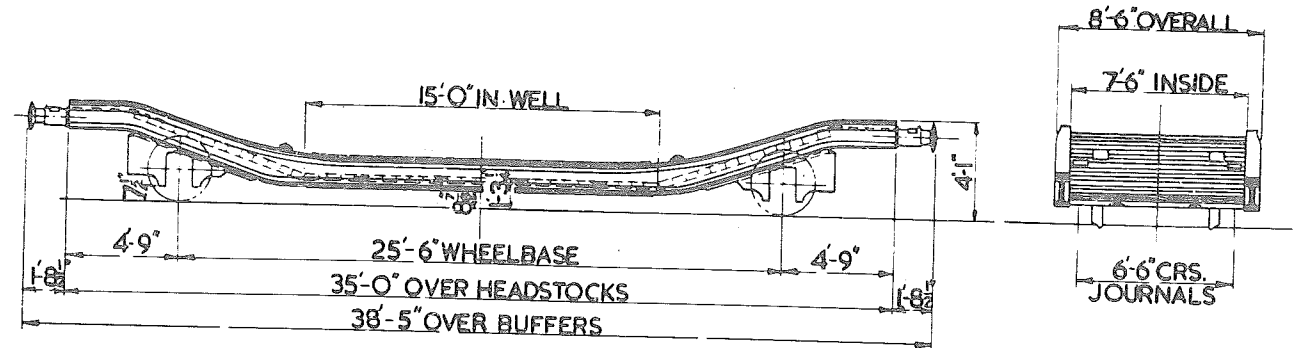 8'-6" OVERALL
7'-6" INSIDE
15'-0" IN WELL
4'-1"
4'-9"
25'-6" WHEELBASE
4'-9"
1'-8½"
35'-0" OVER HEADSTOCKS
1'-8½"
38'-5" OVER BUFFERS
6'-6" CRS.
JOURNALS